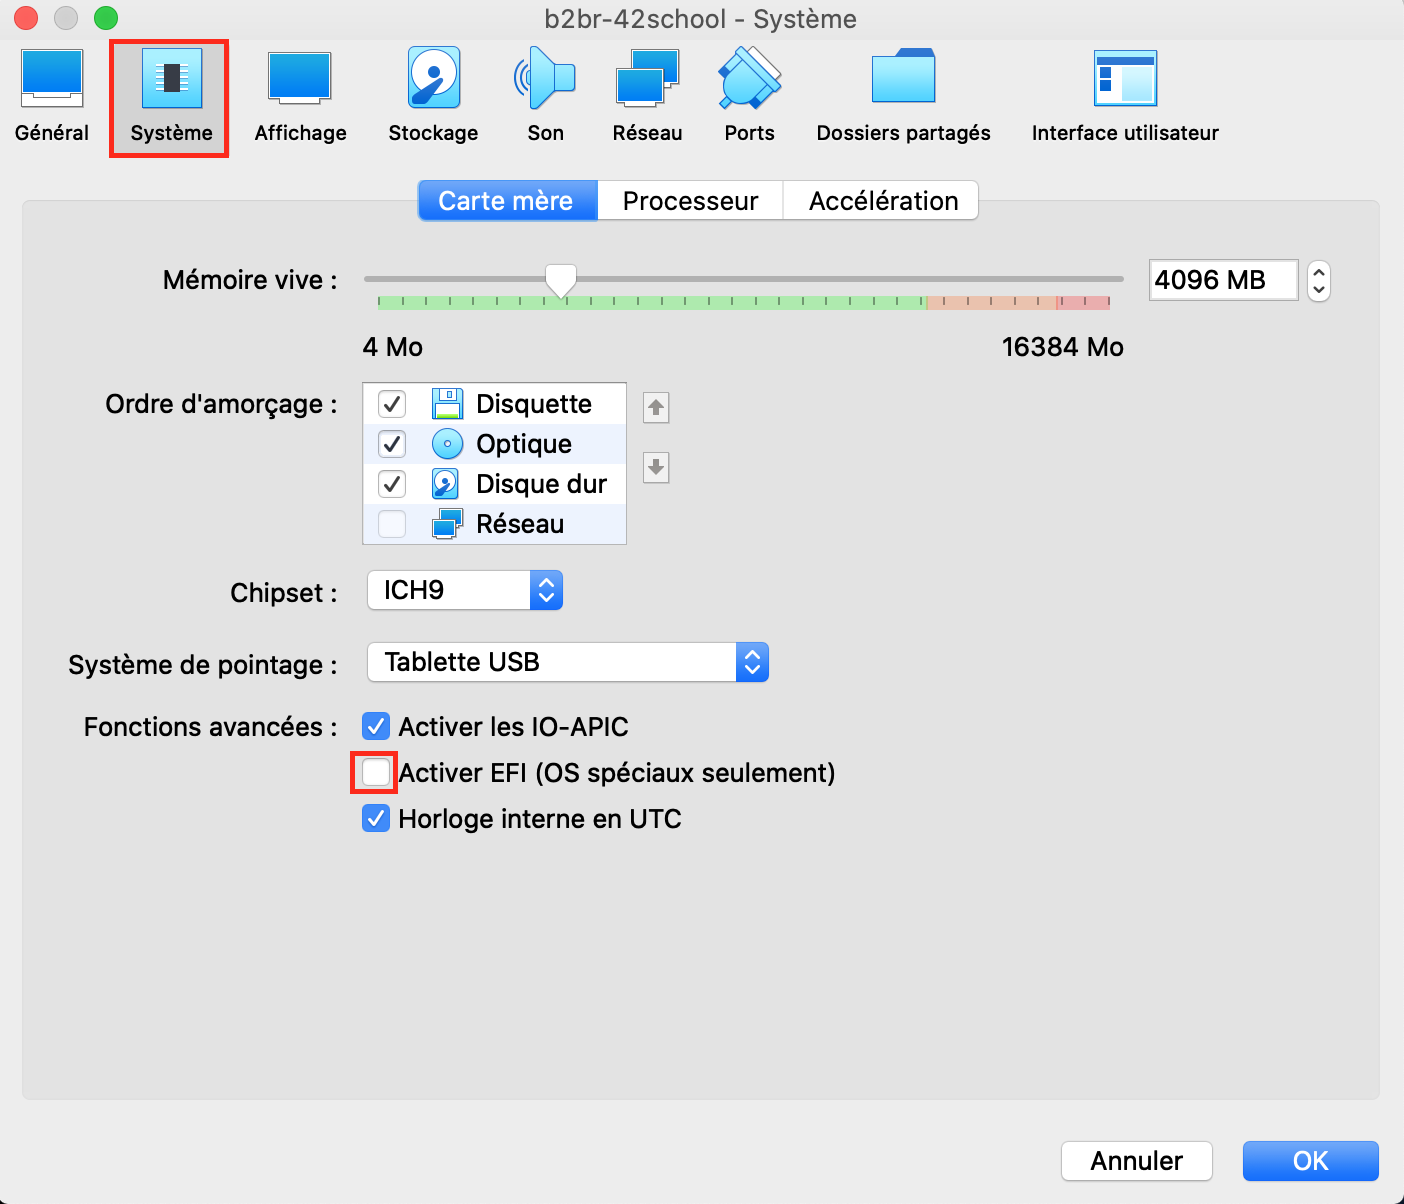 b2br-42school - Système
Général Système Affichage Stockage Son Réseau Ports Dossiers partagés Interface utilisateur
Carte mère Processeur Accélération
Mémoire vive : 4096 MB
4 Mo 16384 Mo
Ordre d'amorçage : Disquette
Optique
Disque dur
Réseau
Chipset : ICH9
Système de pointage : Tablette USB
Fonctions avancées : Activer les IO-APIC
Activer EFI (OS spéciaux seulement)
Horloge interne en UTC
Annuler OK